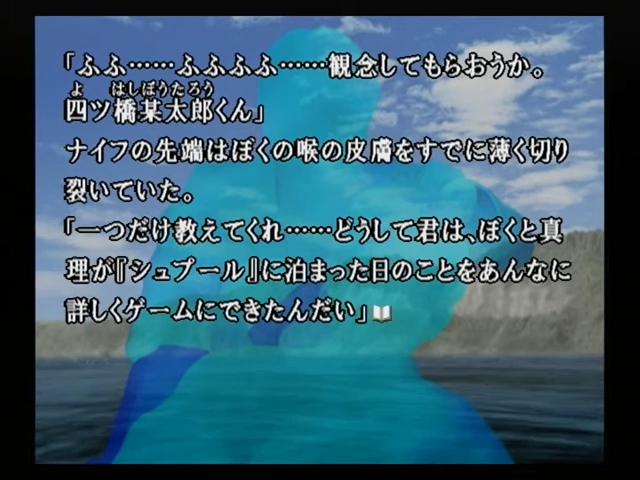 「ふふ……ふふふふ……観念してもらおうか。
よ はしぼうたろう
四ツ橋某太郎くん」
ナイフの先端はぼくの喉の皮膚をすでに薄く切り
裂いていた。
「一つだけ教えてくれ……どうして君は、ぼくと真
理が『シュプール』に泊まった日のことをあんなに
詳しくゲームにできたんだい」